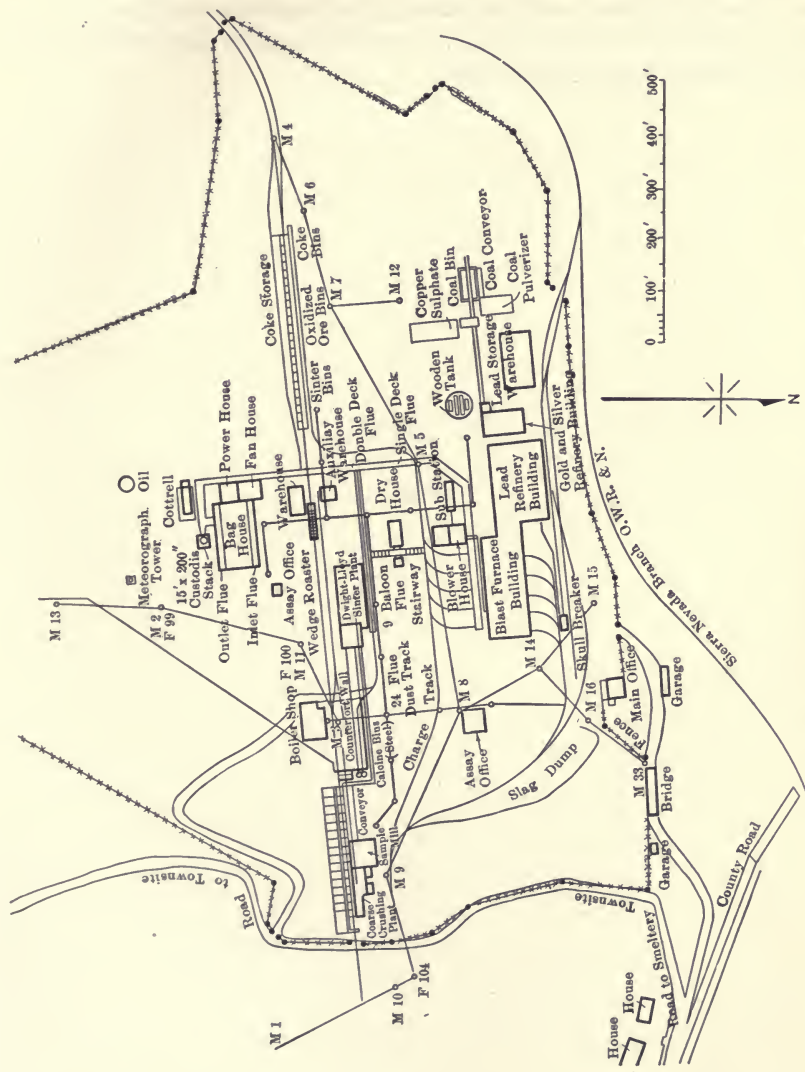 M 4
M 6
Coke Storage
Coke
Bins
Oxidized
Ore Bins
M 7
M 12
Copper
Sulphate
Coal Bin
Coal Conveyor
Coal
Pulverizer
0
100'
200'
300'
400'
500'
Sinter
Bins
Wooden
Tank
Lead Storage
Warehouse
Gold and Silver
Refinery Building
Auxiliay
Warehouse
Double Deck
Flue
Single Deck
Flue
M 5
Power House
Fan House
Oil
Cottrell
Meteorograph
Tower
15' x 200"
Custodis
Stack
Bag
House
Outlet Flue
Inlet Flue
Warehouse
Assay Office
Wedge Roaster
Dwight-Lloyd
Sinter Plant
Dry
House
Sub Station
9 Baloon
Flue
Stairway
Blower
House
Lead
Refinery
Building
Blast Furnace
Building
Skull Breaker
M 15
M 14
M 13
M 2
F 99
F 100
M 11
Boiler Shop
Counterfort Wall
M 3
24 Flue
Dust Track
Calcine Bins
(Steel)
Charge
Track
M 8
Assay
Office
Slag Dump
M 16
Main Office
Garage
Fence
M 33
Bridge
Garage
Conveyor
Sample
Mill
Coarse
Crushing
Plant
M 9
Road
to Townsite
Townsite
M 1
M 10
F 104
House
House
Road to Smeltery
County Road
Sierra Nevada Branch O.W.R. & N.
N